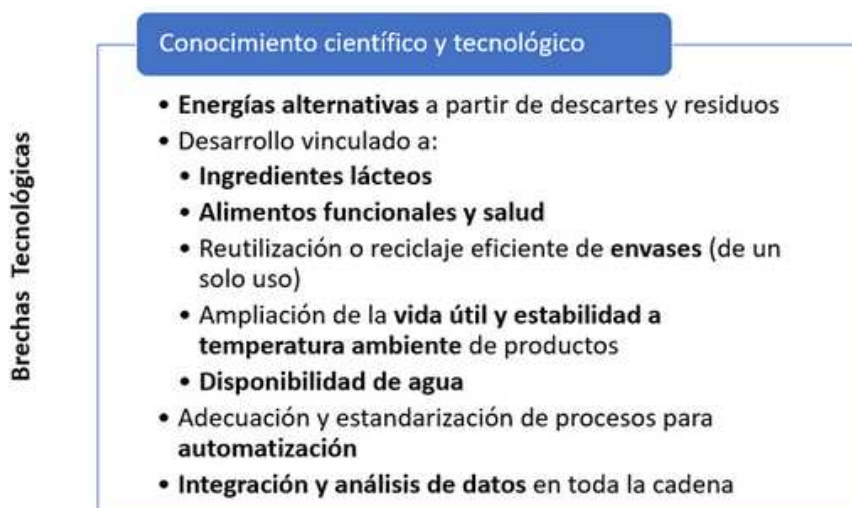 Brechas Tecnológicas
Conocimiento científico y tecnológico
• Energías alternativas a partir de descartes y residuos
• Desarrollo vinculado a:
• Ingredientes lácteos
• Alimentos funcionales y salud
• Reutilización o reciclaje eficiente de envases (de un
solo uso)
• Ampliación de la vida útil y estabilidad a
temperatura ambiente de productos
• Disponibilidad de agua
• Adecuación y estandarización de procesos para
automatización
• Integración y análisis de datos en toda la cadena